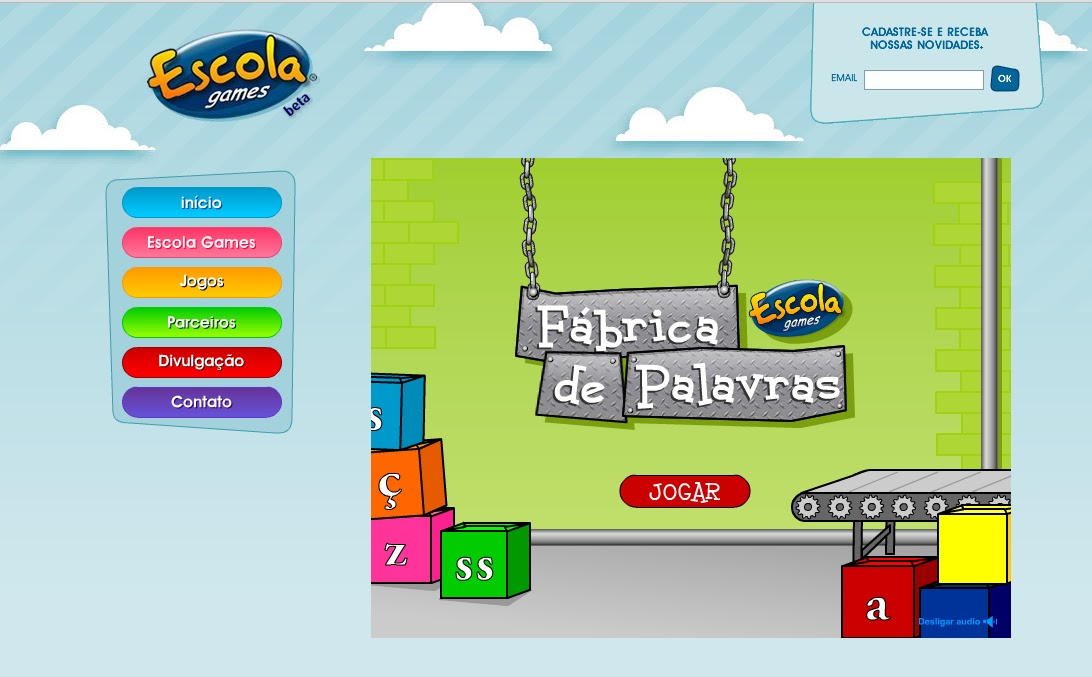 Escola
games
beta
CADASTRE-SE E RECEBA
NOSSAS NOVIDADES.
EMAIL
OK
início
Escola Games
Jogos
Parceiros
Divulgação
Contato
Fábrica
de Palavras
Escola
games
JOGAR
s
ç
z
ss
a
Desligar audio